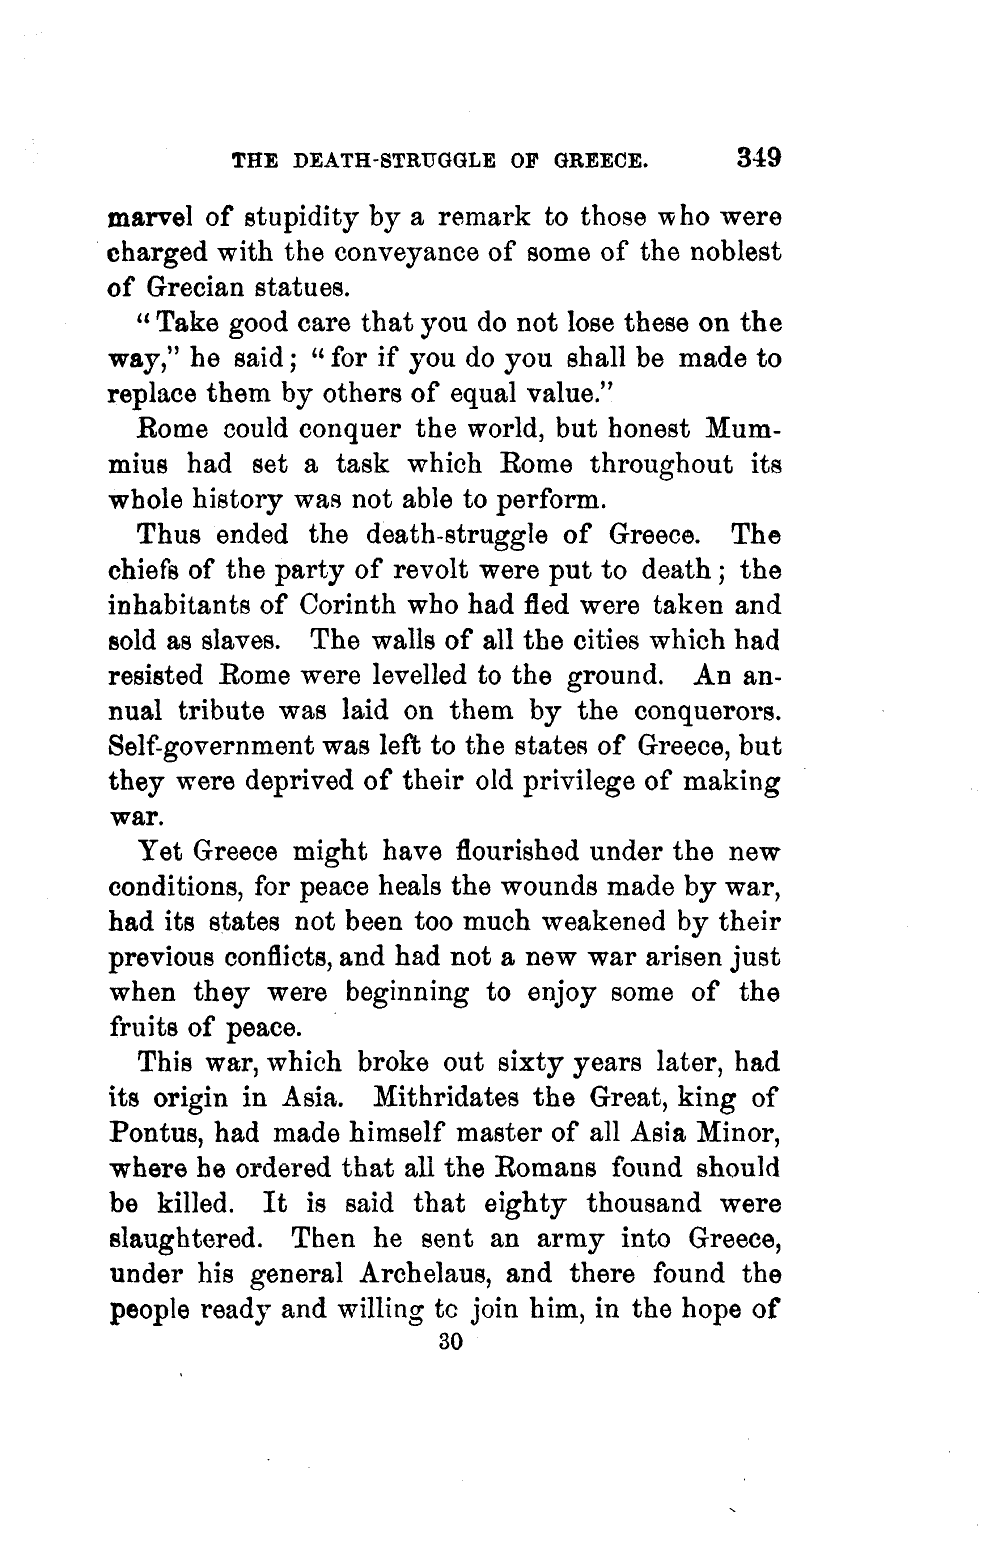 THE DEATH-STRUGGLE OF GREECE. 349
marvel of stupidity by a remark to those who were
charged with the conveyance of some of the noblest
of Grecian statues.
“Take good care that you do not lose these on the
way,” he said; “for if you do you shall be made to
replace them by others of equal value.”
Rome could conquer the world, but honest Mum-
mius had set a task which Rome throughout its
whole history was not able to perform.
Thus ended the death-struggle of Greece. The
chiefs of the party of revolt were put to death; the
inhabitants of Corinth who had fled were taken and
sold as slaves. The walls of all the cities which had
resisted Rome were levelled to the ground. An an-
nual tribute was laid on them by the conquerors.
Self-government was left to the states of Greece, but
they were deprived of their old privilege of making
war.
Yet Greece might have flourished under the new
conditions, for peace heals the wounds made by war,
had its states not been too much weakened by their
previous conflicts, and had not a new war arisen just
when they were beginning to enjoy some of the
fruits of peace.
This war, which broke out sixty years later, had
its origin in Asia. Mithridates the Great, king of
Pontus, had made himself master of all Asia Minor,
where he ordered that all the Romans found should
be killed. It is said that eighty thousand were
slaughtered. Then he sent an army into Greece,
under his general Archelaus, and there found the
people ready and willing to join him, in the hope of
30